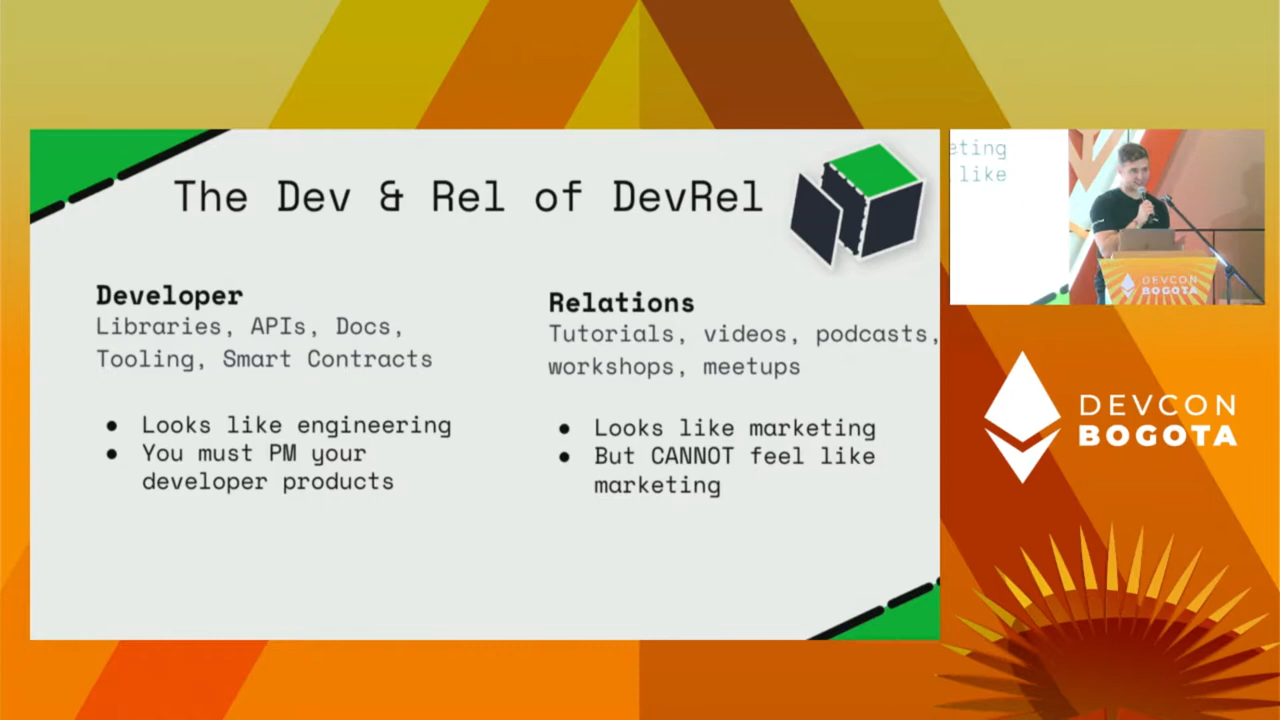 The Dev & Rel of DevRel
Developer
Libraries, APIs, Docs,
Tooling, Smart Contracts
● Looks like engineering
● You must PM your
developer products
Relations
Tutorials, videos, podcasts,
workshops, meetups
● Looks like marketing
● But CANNOT feel like
marketing
eting
like
DEVCON
BOGOTA
DEVCON
BOGOTA